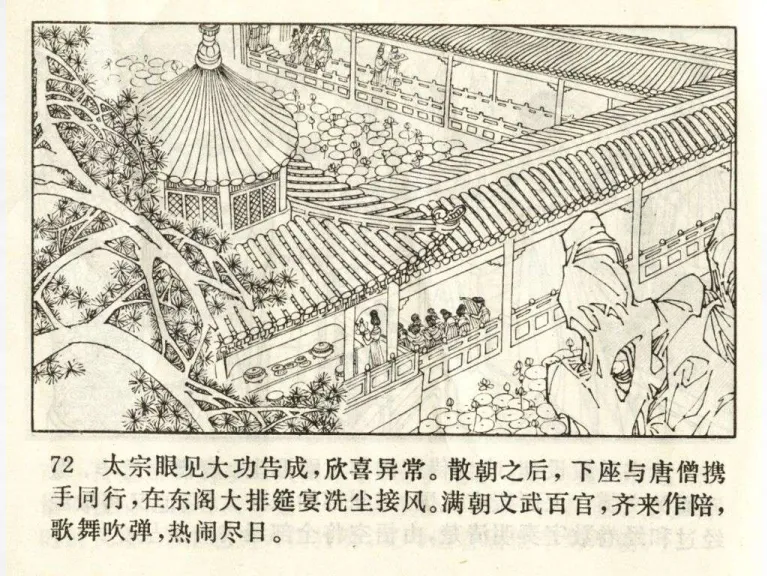 72 太宗眼见大功告成，欣喜异常。散朝之后，下座与唐僧携
手同行，在东阁大排筵宴洗尘接风。满朝文武百官，齐来作陪，
歌舞吹弹，热闹尽日。